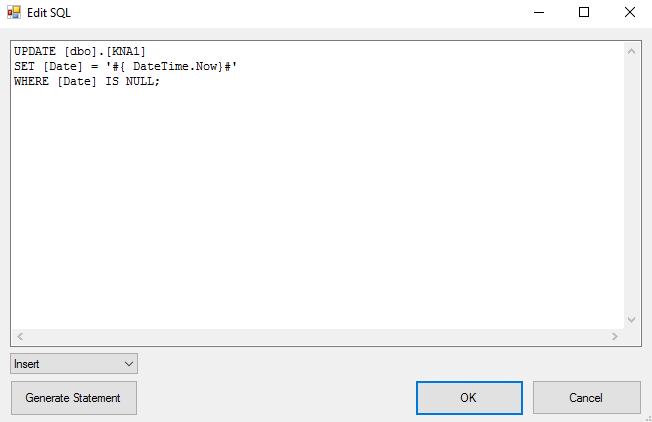 Edit SQL
UPDATE [dbo].[KNA1]
SET [Date] = '#{ DateTime.Now}#'
WHERE [Date] IS NULL;
Insert
Generate Statement
OK
Cancel